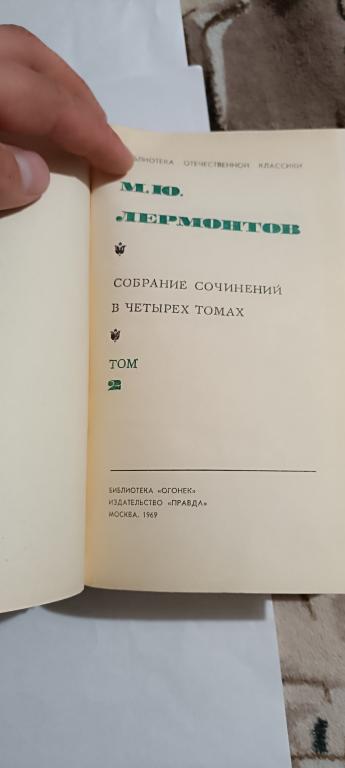 ОТЕЧЕСТВЕННОЙ КЛАССИКИ
М.Ю.
ЛЕРМОНТОВ
СОБРАНИЕ СОЧИНЕНИЙ
В ЧЕТЫРЕХ ТОМАХ
ТОМ
2
БИБЛИОТЕКА «ОГОНЕК»
ИЗДАТЕЛЬСТВО «ПРАВДА»
МОСКВА. 1969